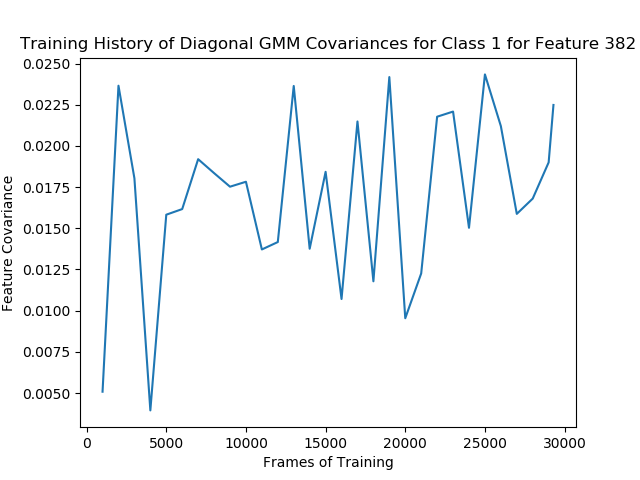 Training History of Diagonal GMM Covariances for Class 1 for Feature 382
0.0250
0.0225
0.0200
0.0175
0.0150
0.0125
0.0100
0.0075
0.0050
Feature Covariance
0 5000 10000 15000 20000 25000 30000
Frames of Training